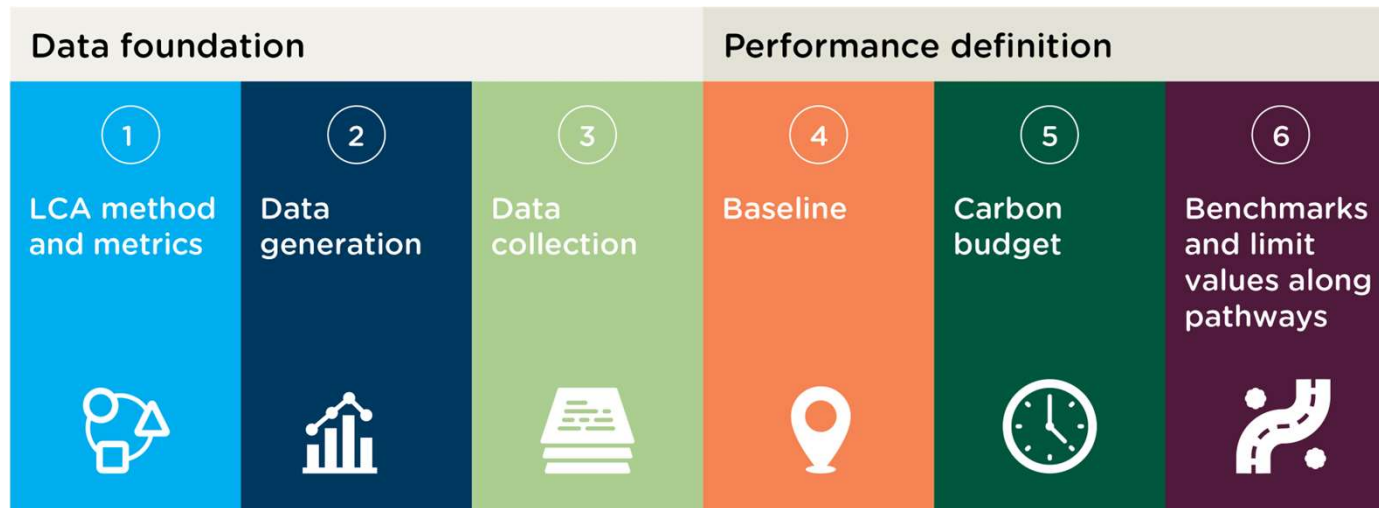 Data foundation
Performance definition
1
LCA method
and metrics
2
Data
generation
3
Data
collection
4
Baseline
5
Carbon
budget
6
Benchmarks
and limit
values along
pathways